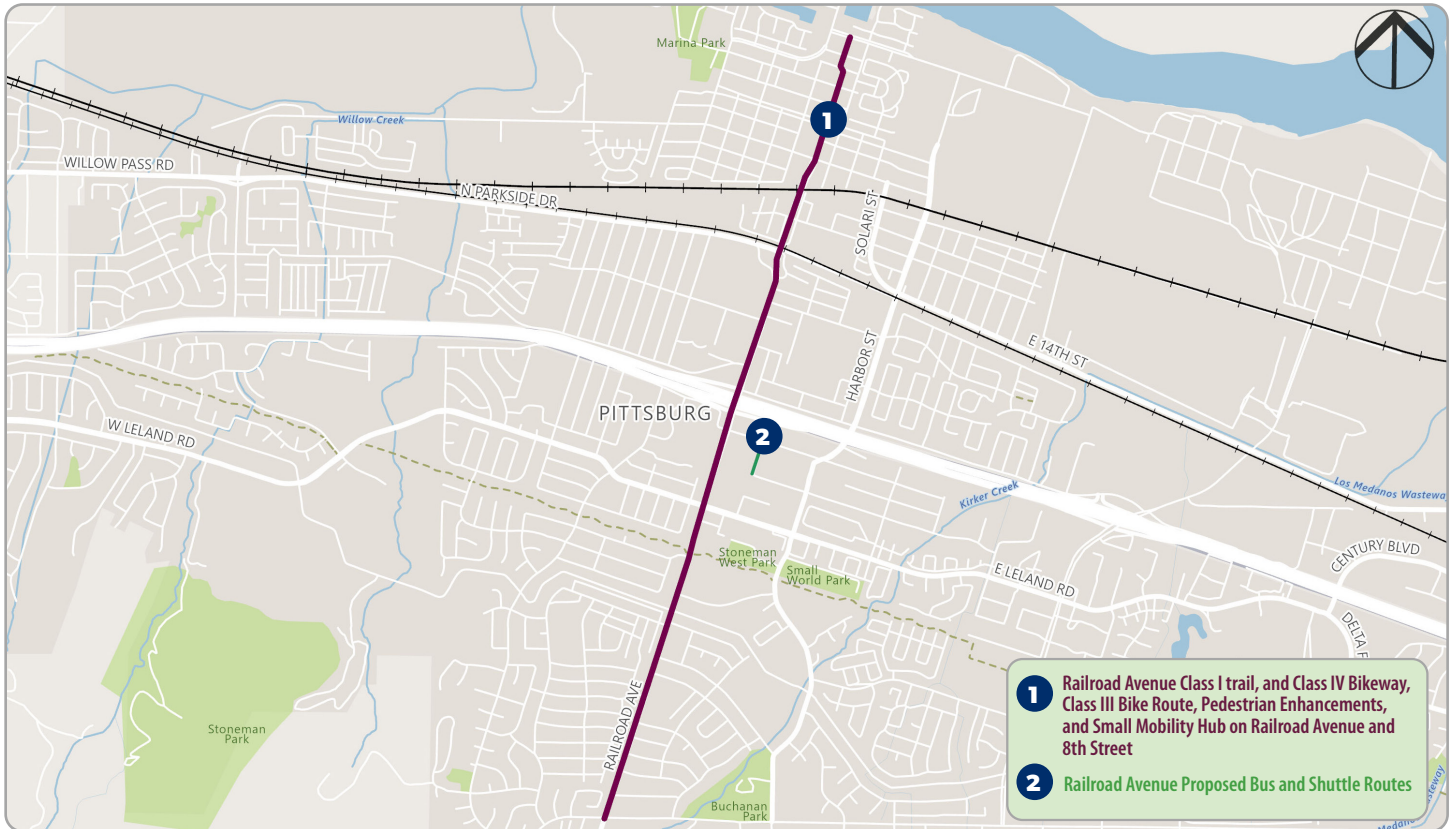 Marina Park
1
Willow Creek
WILLOW PASS RD
N PARKSIDE DR
SOLARI ST
E 14TH ST
HARBOR ST
PITTSBURG
2
W LELAND RD
Kirker Creek
Los Medanos Wastewa
Stoneman
West Park
Small
World Park
CENTURY BLVD
E LELAND RD
DELTA F
Stoneman
Park
RAILROAD AVE
Buchanan
Park
1 Railroad Avenue Class I trail, and Class IV Bikeway,
Class III Bike Route, Pedestrian Enhancements,
and Small Mobility Hub on Railroad Avenue and
8th Street
2 Railroad Avenue Proposed Bus and Shuttle Routes